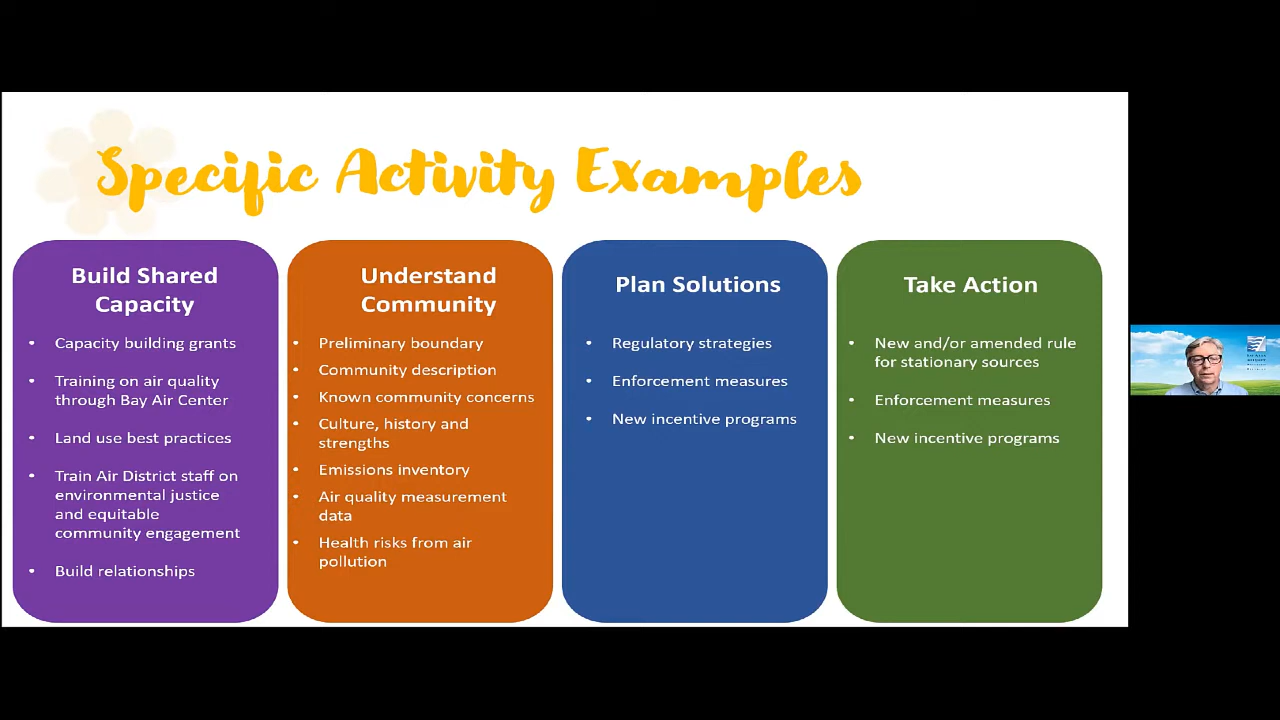 Specific Activity Examples
Build Shared
Capacity
• Capacity building grants
• Training on air quality
through Bay Air Center
• Land use best practices
• Train Air District staff on
environmental justice
and equitable
community engagement
• Build relationships
Understand
Community
• Preliminary boundary
• Community description
• Known community concerns
• Culture, history and
strengths
• Emissions inventory
• Air quality measurement
data
• Health risks from air
pollution
Plan Solutions
• Regulatory strategies
• Enforcement measures
• New incentive programs
Take Action
• New and/or amended rule
for stationary sources
• Enforcement measures
• New incentive programs